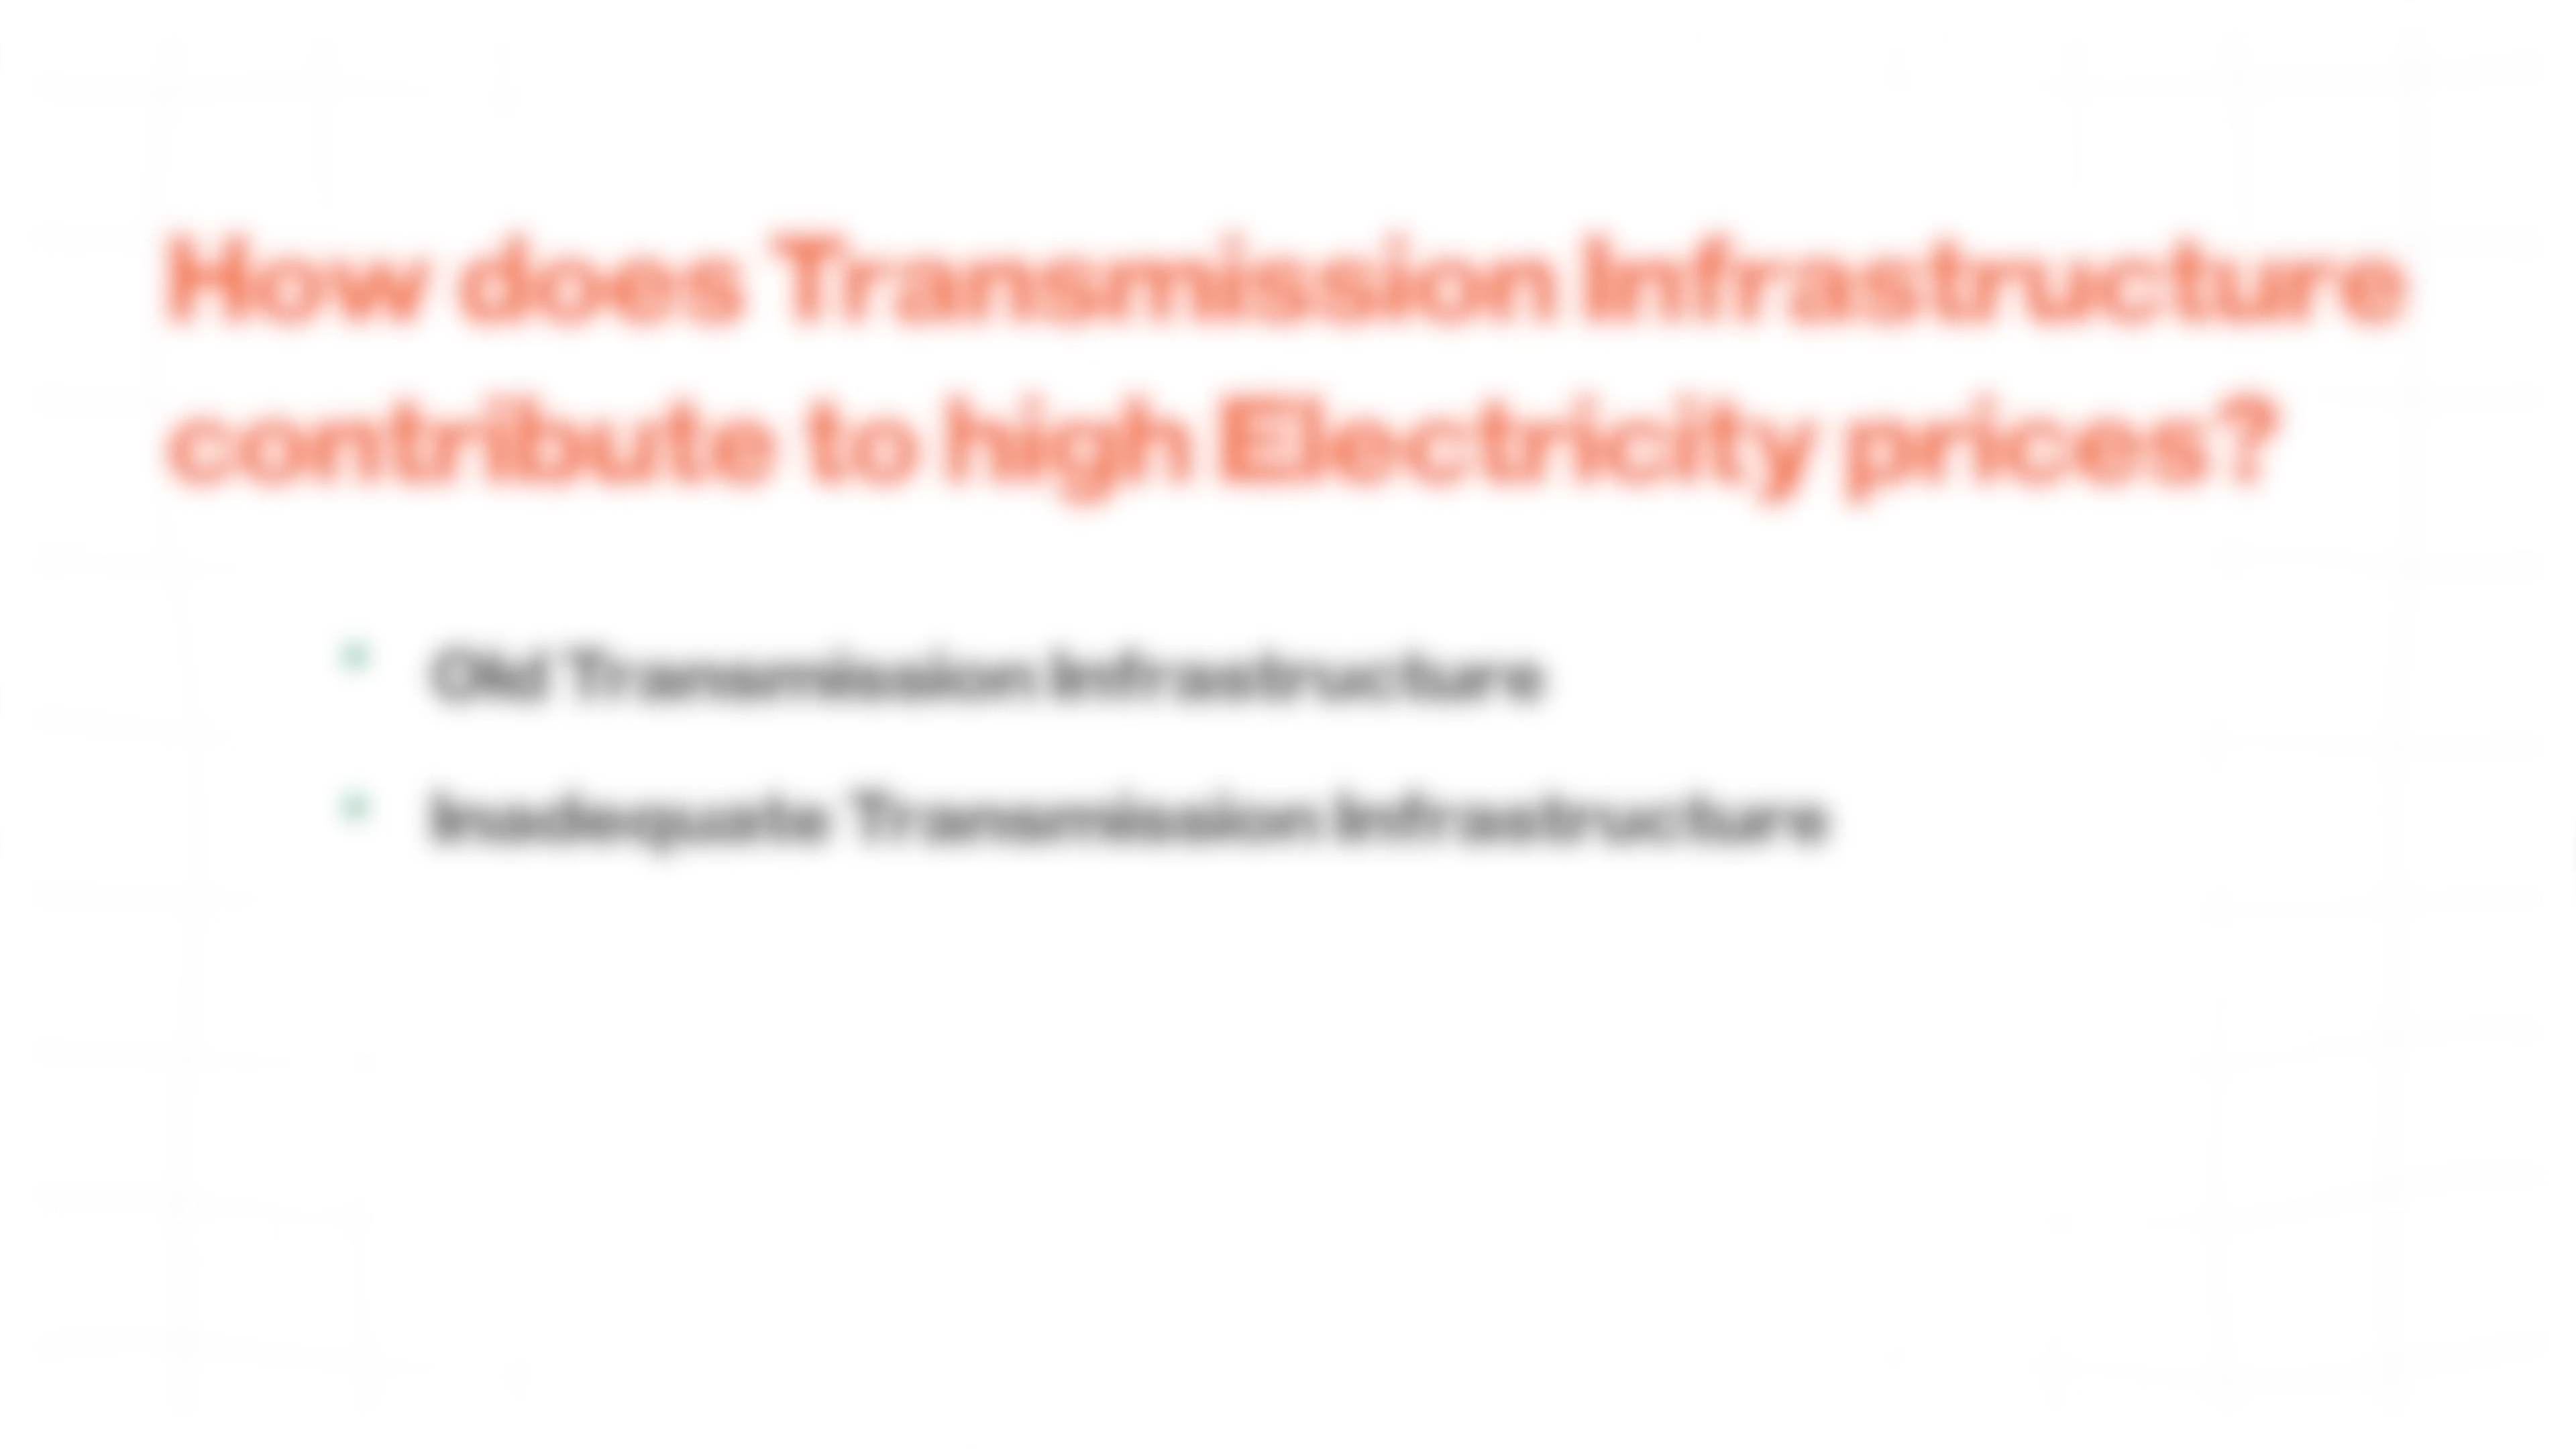 How does Transmission Infrastructure
contribute to high Electricity prices?
Old Transmission Infrastructure
Inadequate Transmission Infrastructure